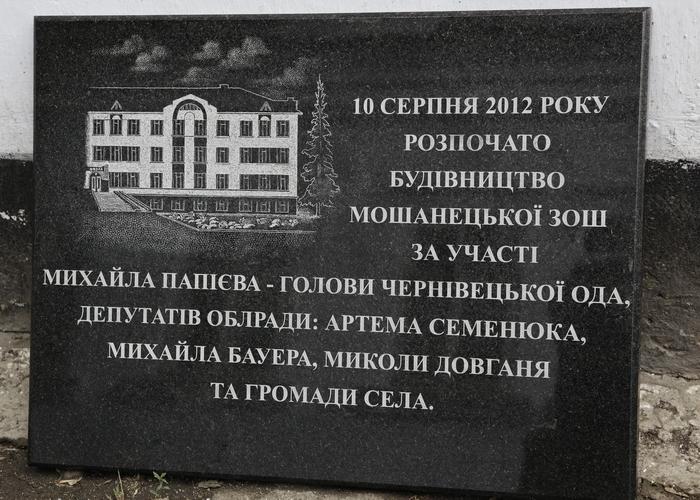 10 СЕРПНЯ 2012 РОКУ
РОЗПОЧАТО
БУДІВНИЦТВО
МОШАНЕЦЬКОЇ ЗОШ
ЗА УЧАСТІ
МИХАЙЛА ПАПІЄВА - ГОЛОВИ ЧЕРНІВЕЦЬКОЇ ОДА,
ДЕПУТАТІВ ОБЛРАДИ: АРТЕМА СЕМЕНЮКА,
МИХАЙЛА БАУЕРА, МИКОЛИ ДОВГАНЯ
ТА ГРОМАДИ СЕЛА.